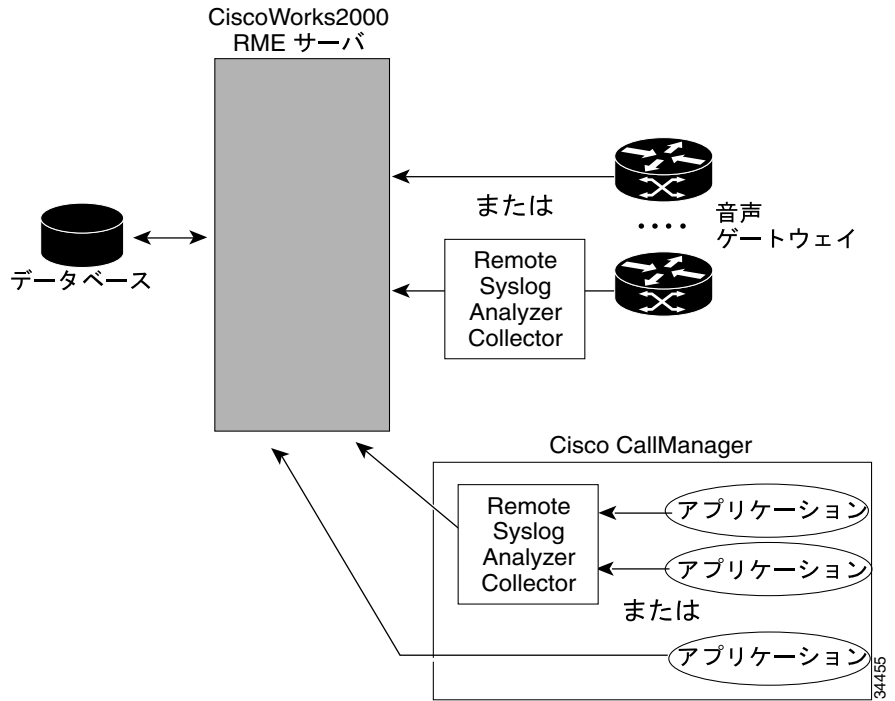 CiscoWorks2000
RME サーバ
または
音声
ゲートウェイ
Remote
Syslog
Analyzer
Collector
データベース
Cisco CallManager
Remote
Syslog
Analyzer
Collector
アプリケーション
アプリケーション
または
アプリケーション
34455